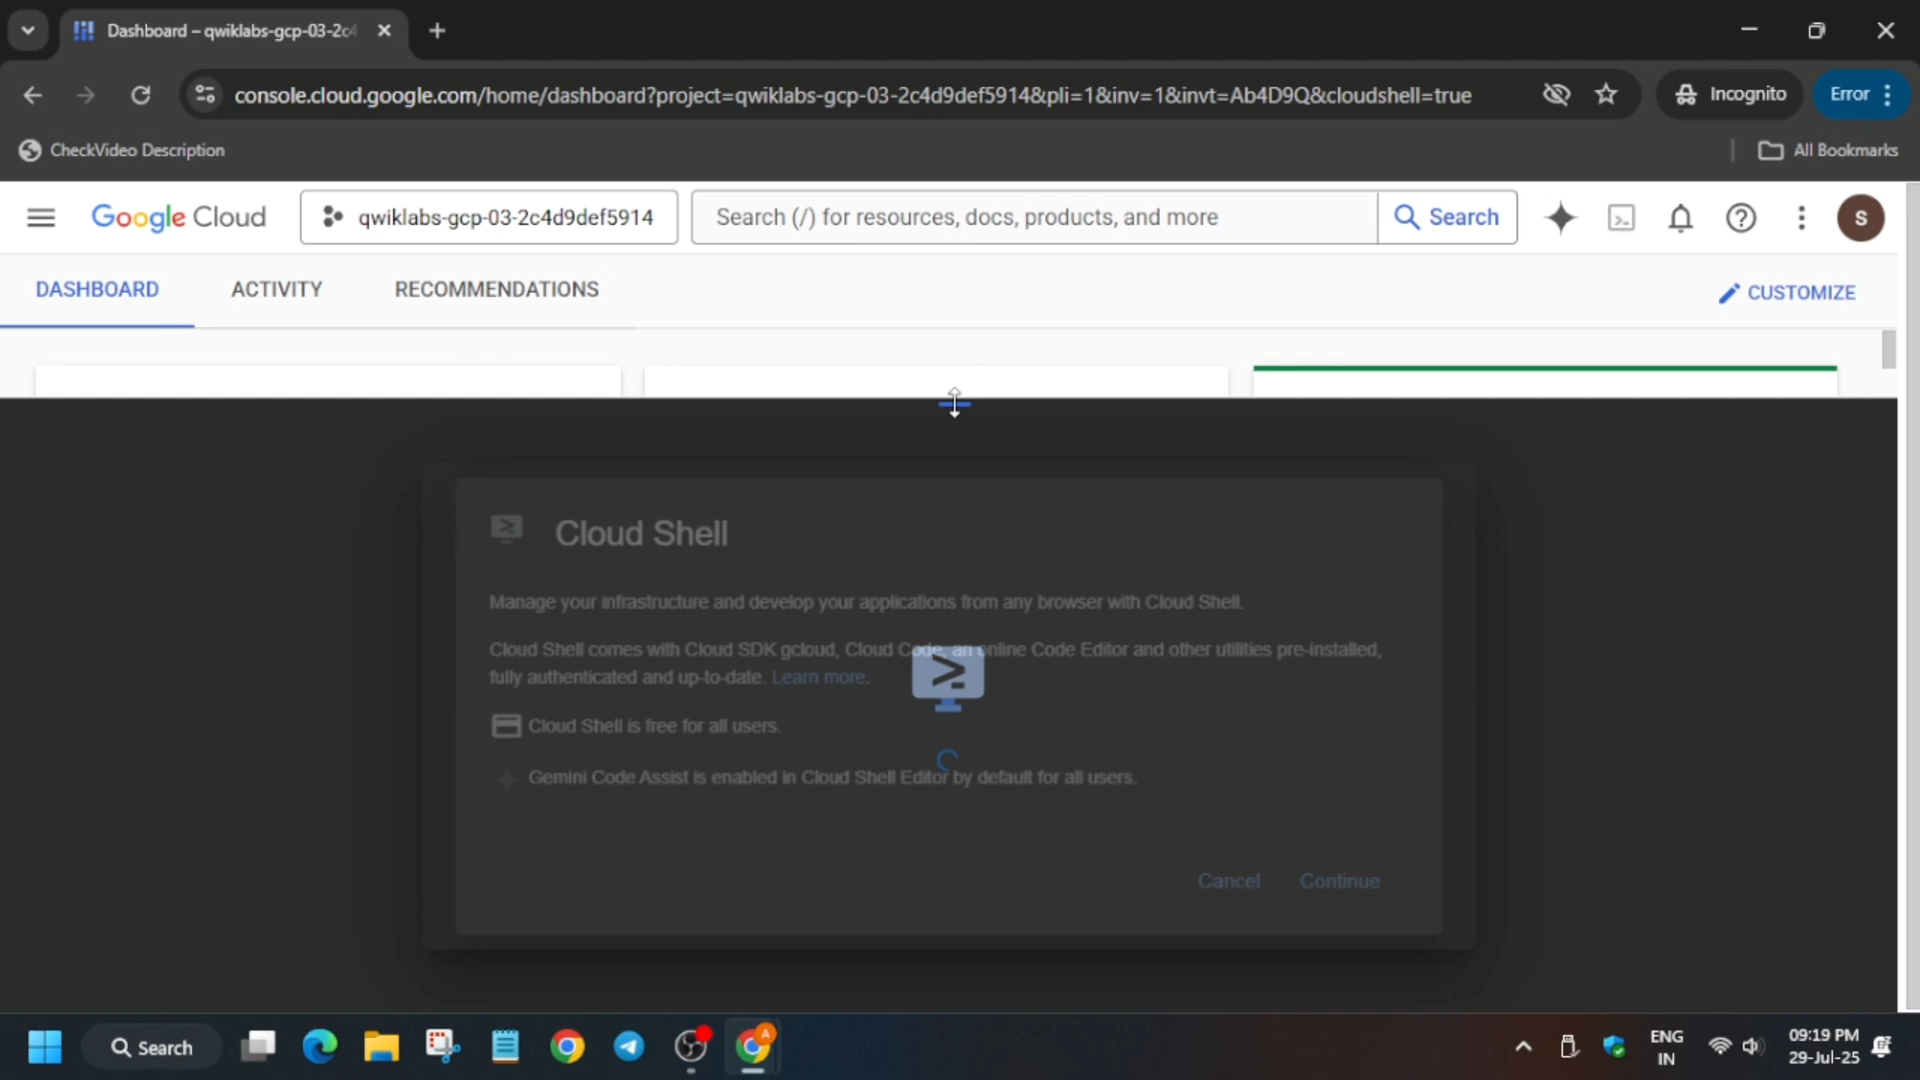 Dashboard – qwiklabs-gcp-03-2c4
console.cloud.google.com/home/dashboard?project=qwiklabs-gcp-03-2c4d9def5914&pli=1&inv=1&invt=Ab4D9Q&cloudshell=true
Incognito
Error
CheckVideo Description
All Bookmarks
Google Cloud
qwiklabs-gcp-03-2c4d9def5914
Search (/) for resources, docs, products, and more
Search
S
DASHBOARD
ACTIVITY
RECOMMENDATIONS
CUSTOMIZE
Cloud Shell
Manage your infrastructure and develop your applications from any browser with Cloud Shell.
Cloud Shell comes with Cloud SDK gcloud, Cloud Code, an online Code Editor and other utilities pre-installed,
fully authenticated and up-to-date. Learn more.
Cloud Shell is free for all users.
Gemini Code Assist is enabled in Cloud Shell Editor by default for all users.
Cancel
Continue
Search
A
ENG
IN
09:19 PM
29-Jul-25